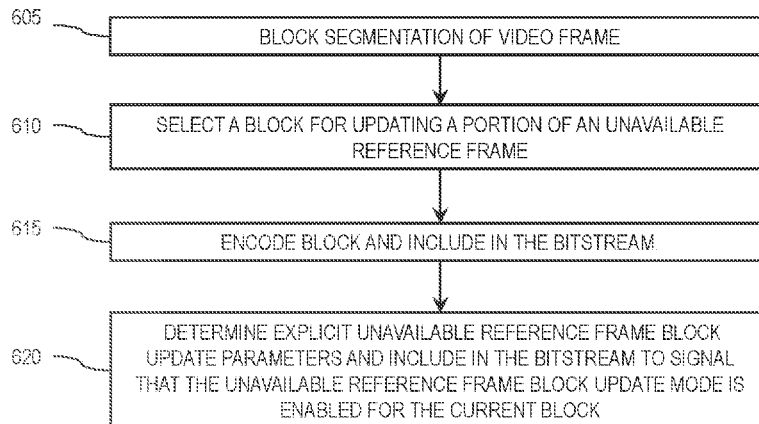 605
BLOCK SEGMENTATION OF VIDEO FRAME
610
SELECT A BLOCK FOR UPDATING A PORTION OF AN UNAVAILABLE
REFERENCE FRAME
615
ENCODE BLOCK AND INCLUDE IN THE BITSTREAM
620
DETERMINE EXPLICIT UNAVAILABLE REFERENCE FRAME BLOCK
UPDATE PARAMETERS AND INCLUDE IN THE BITSTREAM TO SIGNAL
THAT THE UNAVAILABLE REFERENCE FRAME BLOCK UPDATE MODE IS
ENABLED FOR THE CURRENT BLOCK